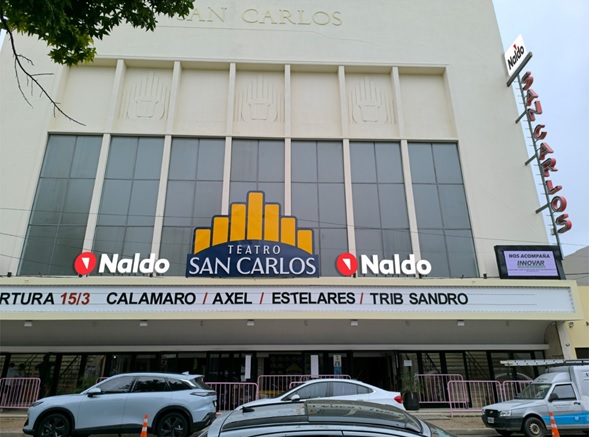 SAN CARLOS
Naldo
SAN CARLOS
TEATRO
SAN CARLOS
Naldo
Naldo
NOS ACOMPAÑA
INNOVAR
RTURA 15/3 CALAMARO / AXEL / ESTELARES / TRIB SANDRO